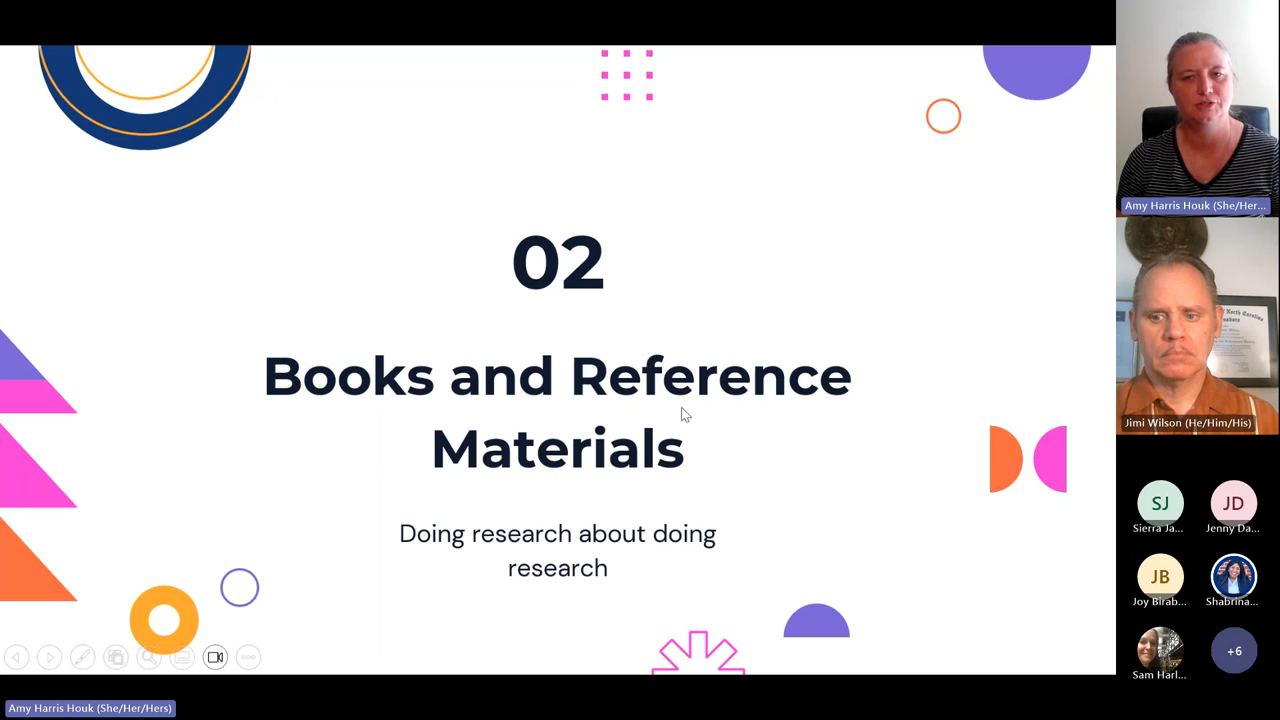 02
Books and Reference
Materials
Doing research about doing
research
Amy Harris Houk (She/Her...
Jimi Wilson (He/Him/His)
SJ
JD
Sierra Ja...
Jenny Da...
JB
Joy Birab...
Shabrina...
+6
Sam Harl...
Amy Harris Houk (She/Her/Hers)